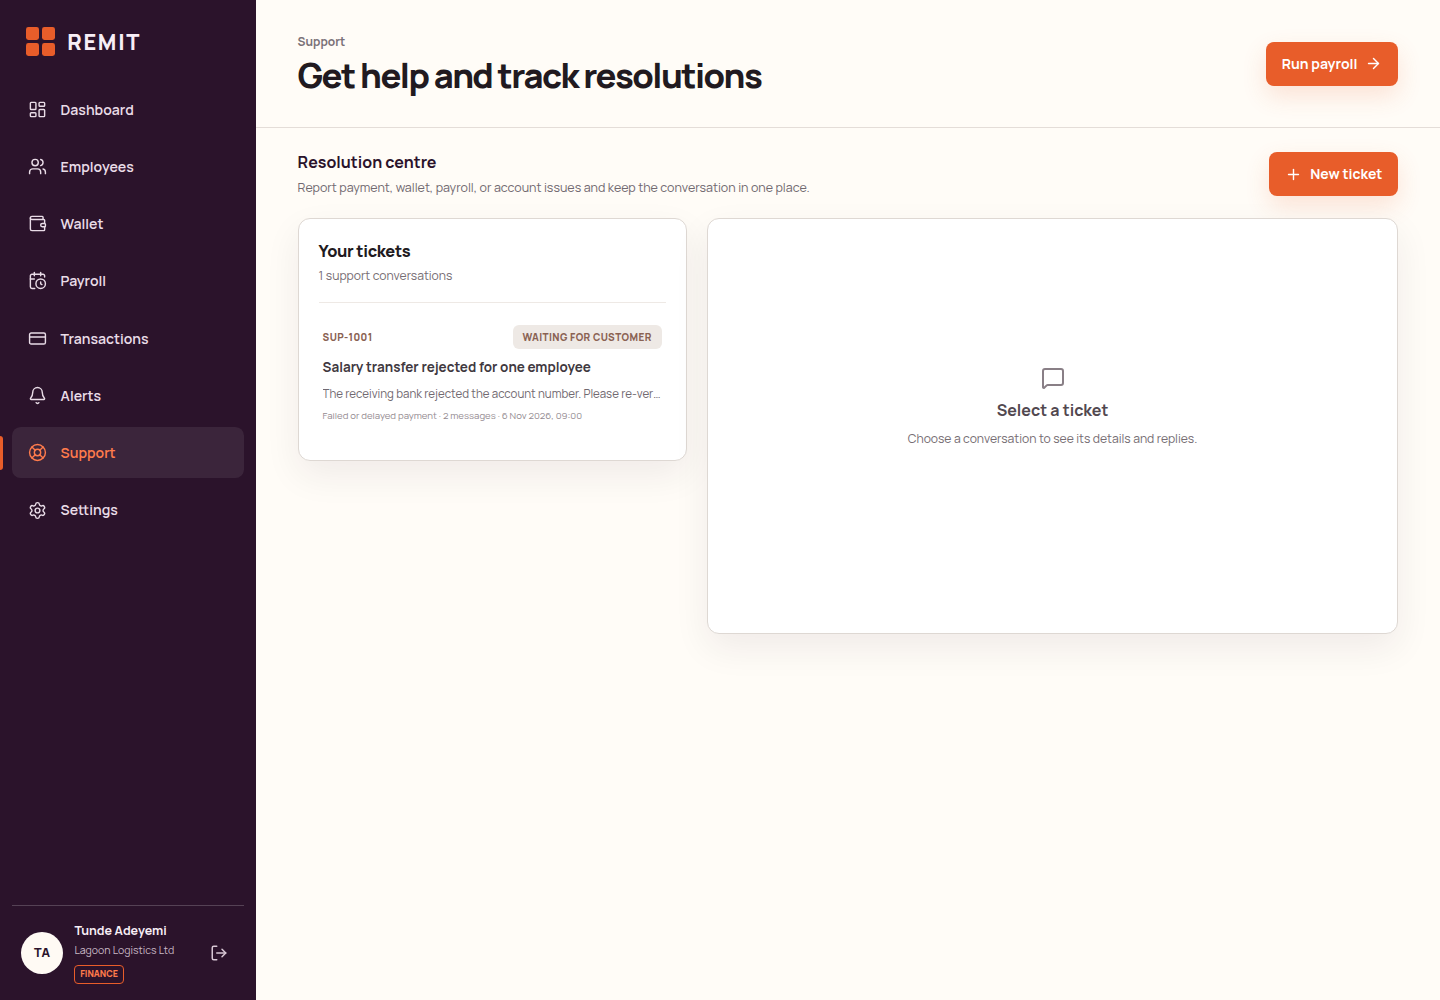 REMIT
Dashboard
Employees
Wallet
Payroll
Transactions
Alerts
Support
Settings
TA
Tunde Adeyemi
Lagoon Logistics Ltd
FINANCE
Support
Get help and track resolutions
Run payroll
Resolution centre
Report payment, wallet, payroll, or account issues and keep the conversation in one place.
New ticket
Your tickets
1 support conversations
SUP-1001
WAITING FOR CUSTOMER
Salary transfer rejected for one employee
The receiving bank rejected the account number. Please re-ver...
Failed or delayed payment · 2 messages · 6 Nov 2026, 09:00
Select a ticket
Choose a conversation to see its details and replies.